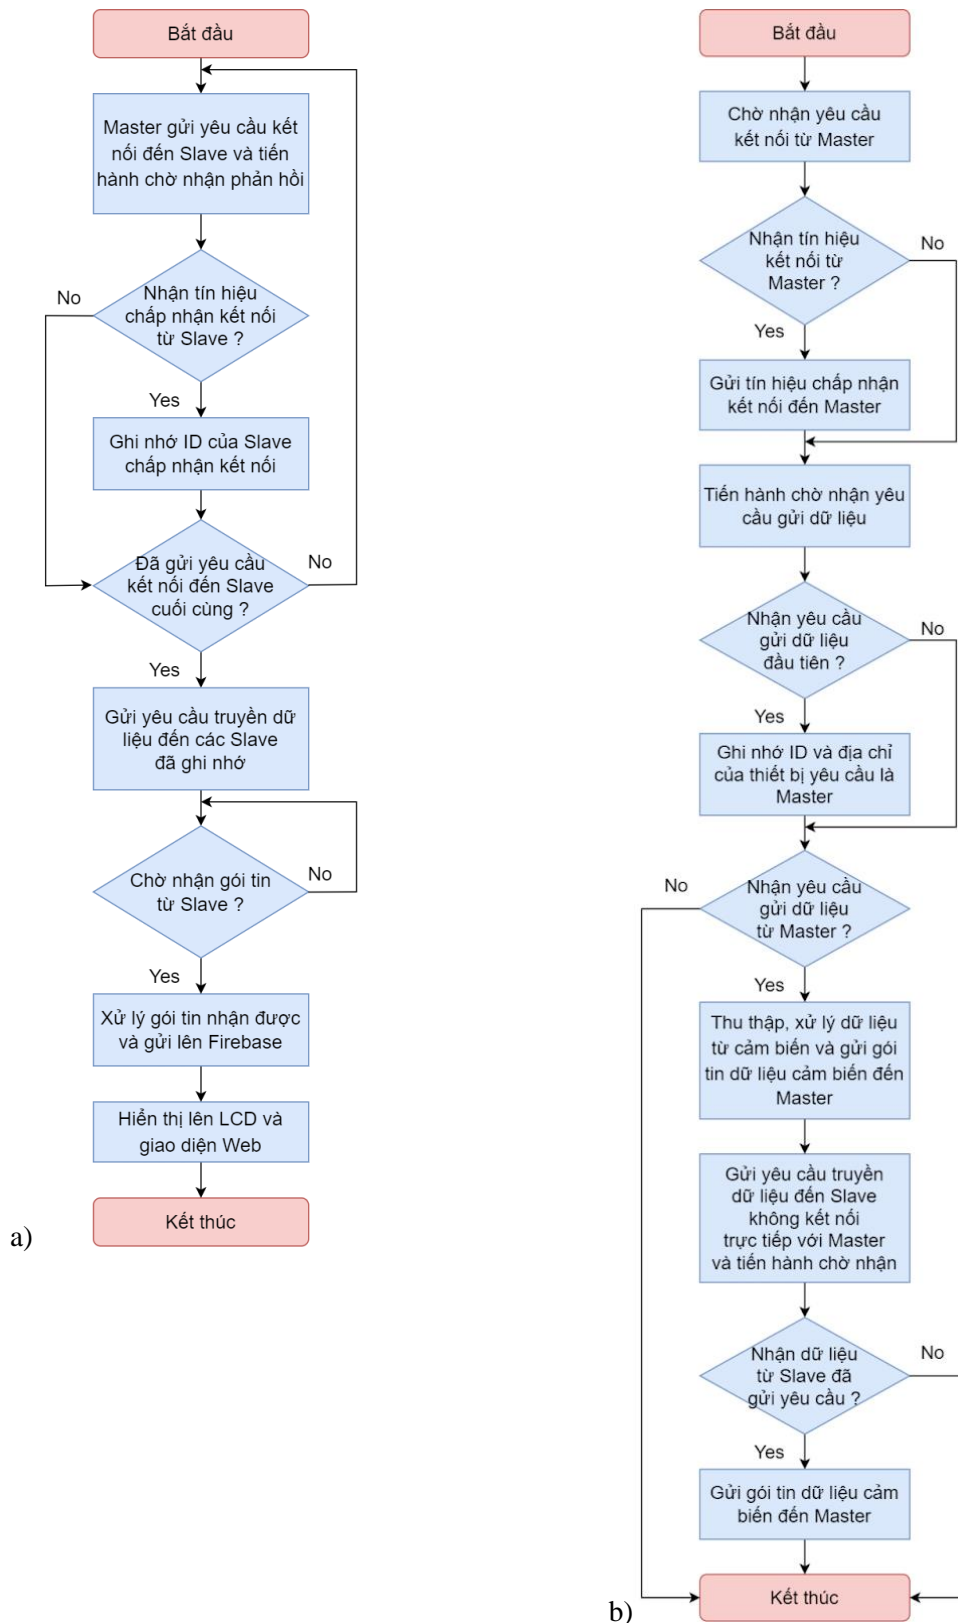 Bắt đầu
Master gửi yêu cầu kết
nối đến Slave và tiến
hành chờ nhận phản hồi
Nhận tín hiệu
chấp nhận kết nối
từ Slave ?
No
Yes
Ghi nhớ ID của Slave
chấp nhận kết nối
Đã gửi yêu cầu
kết nối đến Slave
cuối cùng ?
No
Yes
Gửi yêu cầu truyền dữ
liệu đến các Slave
đã ghi nhớ
Chờ nhận gói tin
từ Slave ?
No
Yes
Xử lý gói tin nhận được
và gửi lên Firebase
Hiển thị lên LCD và
giao diện Web
Kết thúc
a)
Bắt đầu
Chờ nhận yêu cầu
kết nối từ Master
Nhận tín hiệu
kết nối từ
Master ?
No
Yes
Gửi tín hiệu chấp nhận
kết nối đến Master
Tiến hành chờ nhận yêu
cầu gửi dữ liệu
Nhận yêu cầu
gửi dữ liệu
đầu tiên ?
No
Yes
Ghi nhớ ID và địa chỉ
của thiết bị yêu cầu là
Master
No
Nhận yêu cầu
gửi dữ liệu
từ Master ?
Yes
Thu thập, xử lý dữ liệu
từ cảm biến và gửi gói
tin dữ liệu cảm biến đến
Master
Gửi yêu cầu truyền
dữ liệu đến Slave
không kết nối
trực tiếp với Master
và tiến hành chờ nhận
Nhận dữ liệu
từ Slave đã
gửi yêu cầu ?
No
Yes
Gửi gói tin dữ liệu cảm
biến đến Master
Kết thúc
b)